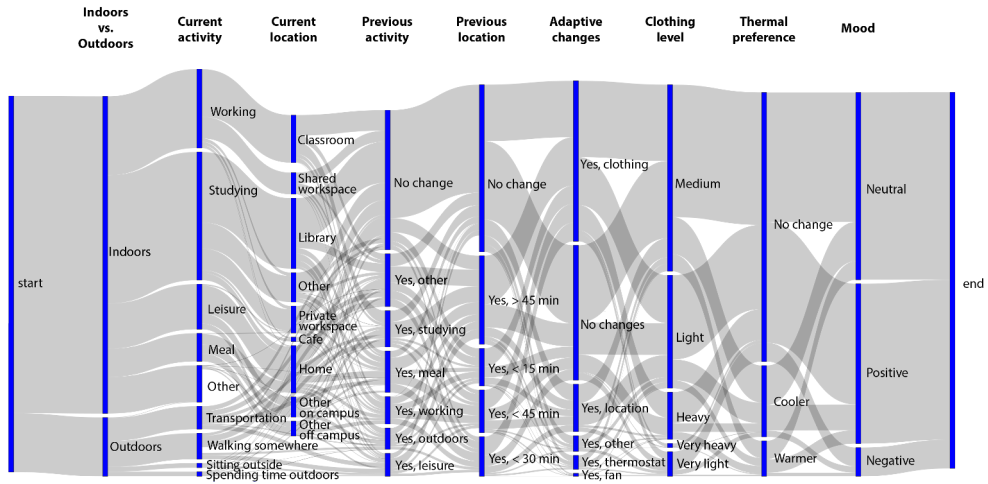 Indoors
vs.
Outdoors
Current
activity
Current
location
Previous
activity
Previous
location
Adaptive
changes
Clothing
level
Thermal
preference
Mood
start
Indoors
Outdoors
Working
Studying
Leisure
Meal
Other
Transportation
Walking somewhere
Sitting outside
Spending time outdoors
Classroom
Shared
workspace
Library
Other
Private
workspace
Cafe
Home
Other
on campus
Other
off campus
No change
Yes, other
Yes, studying
Yes, meal
Yes, working
Yes, outdoors
Yes, leisure
No change
Yes, > 45 min
Yes, < 15 min
Yes, < 45 min
Yes, < 30 min
Yes, clothing
No changes
Yes, location
Yes, other
Yes, thermostat
Yes, fan
Medium
Light
Heavy
Very heavy
Very light
No change
Cooler
Warmer
Neutral
Positive
Negative
end